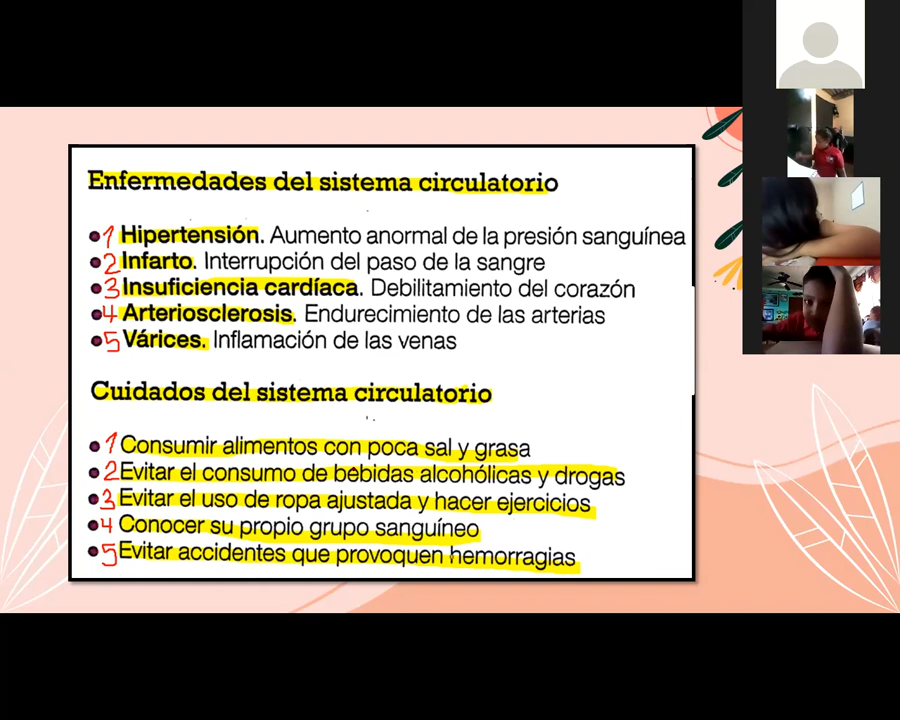 Enfermedades del sistema circulatorio
1 Hipertensión. Aumento anormal de la presión sanguínea
2 Infarto. Interrupción del paso de la sangre
3 Insuficiencia cardíaca. Debilitamiento del corazón
4 Arteriosclerosis. Endurecimiento de las arterias
5 Várices. Inflamación de las venas
Cuidados del sistema circulatorio
1 Consumir alimentos con poca sal y grasa
2 Evitar el consumo de bebidas alcohólicas y drogas
3 Evitar el uso de ropa ajustada y hacer ejercicios
4 Conocer su propio grupo sanguíneo
5 Evitar accidentes que provoquen hemorragias